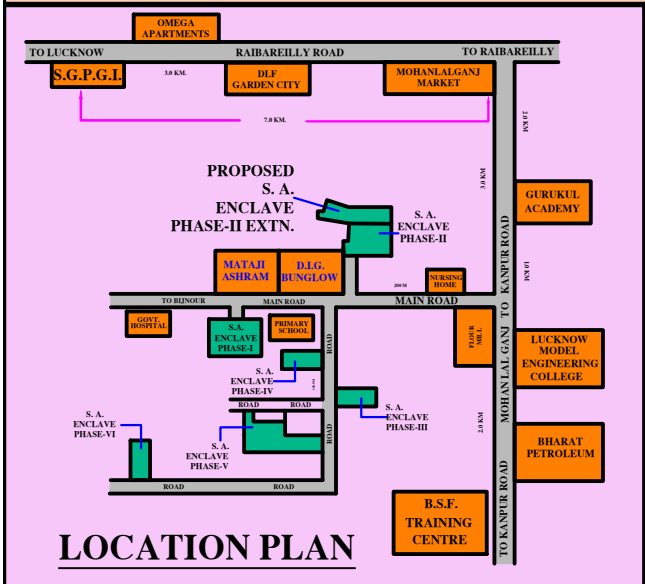 OMEGA
APARTMENTS
TO LUCKNOW
RAIBAREILLY ROAD
TO RAIBAREILLY
S.G.P.G.I.
3.0 KM.
DLF
GARDEN CITY
MOHANLALGANJ
MARKET
7.0 KM.
2.0 KM
3.0 KM
PROPOSED
S. A.
ENCLAVE
PHASE-II EXTN.
S. A.
ENCLAVE
PHASE-II
GURUKUL
ACADEMY
MATAJI
ASHRAM
D.I.G.
BUNGLOW
1.0 KM
200 M
NURSING
HOME
TO BIJNOUR
MAIN ROAD
MAIN ROAD
MOHAN LAL GANJ TO KANPUR ROAD
GOVT.
HOSPITAL
S.A.
ENCLAVE
PHASE-I
PRIMARY
SCHOOL
ROAD
FLOUR
MILL
LUCKNOW
MODEL
ENGINEERING
COLLEGE
S. A.
ENCLAVE
PHASE-IV
ROAD
ROAD
S. A.
ENCLAVE
PHASE-III
2.0 KM
S. A.
ENCLAVE
PHASE-VI
S. A.
ENCLAVE
PHASE-V
ROAD
BHARAT
PETROLEUM
ROAD
ROAD
B.S.F.
TRAINING
CENTRE
TO KANPUR ROAD
LOCATION PLAN